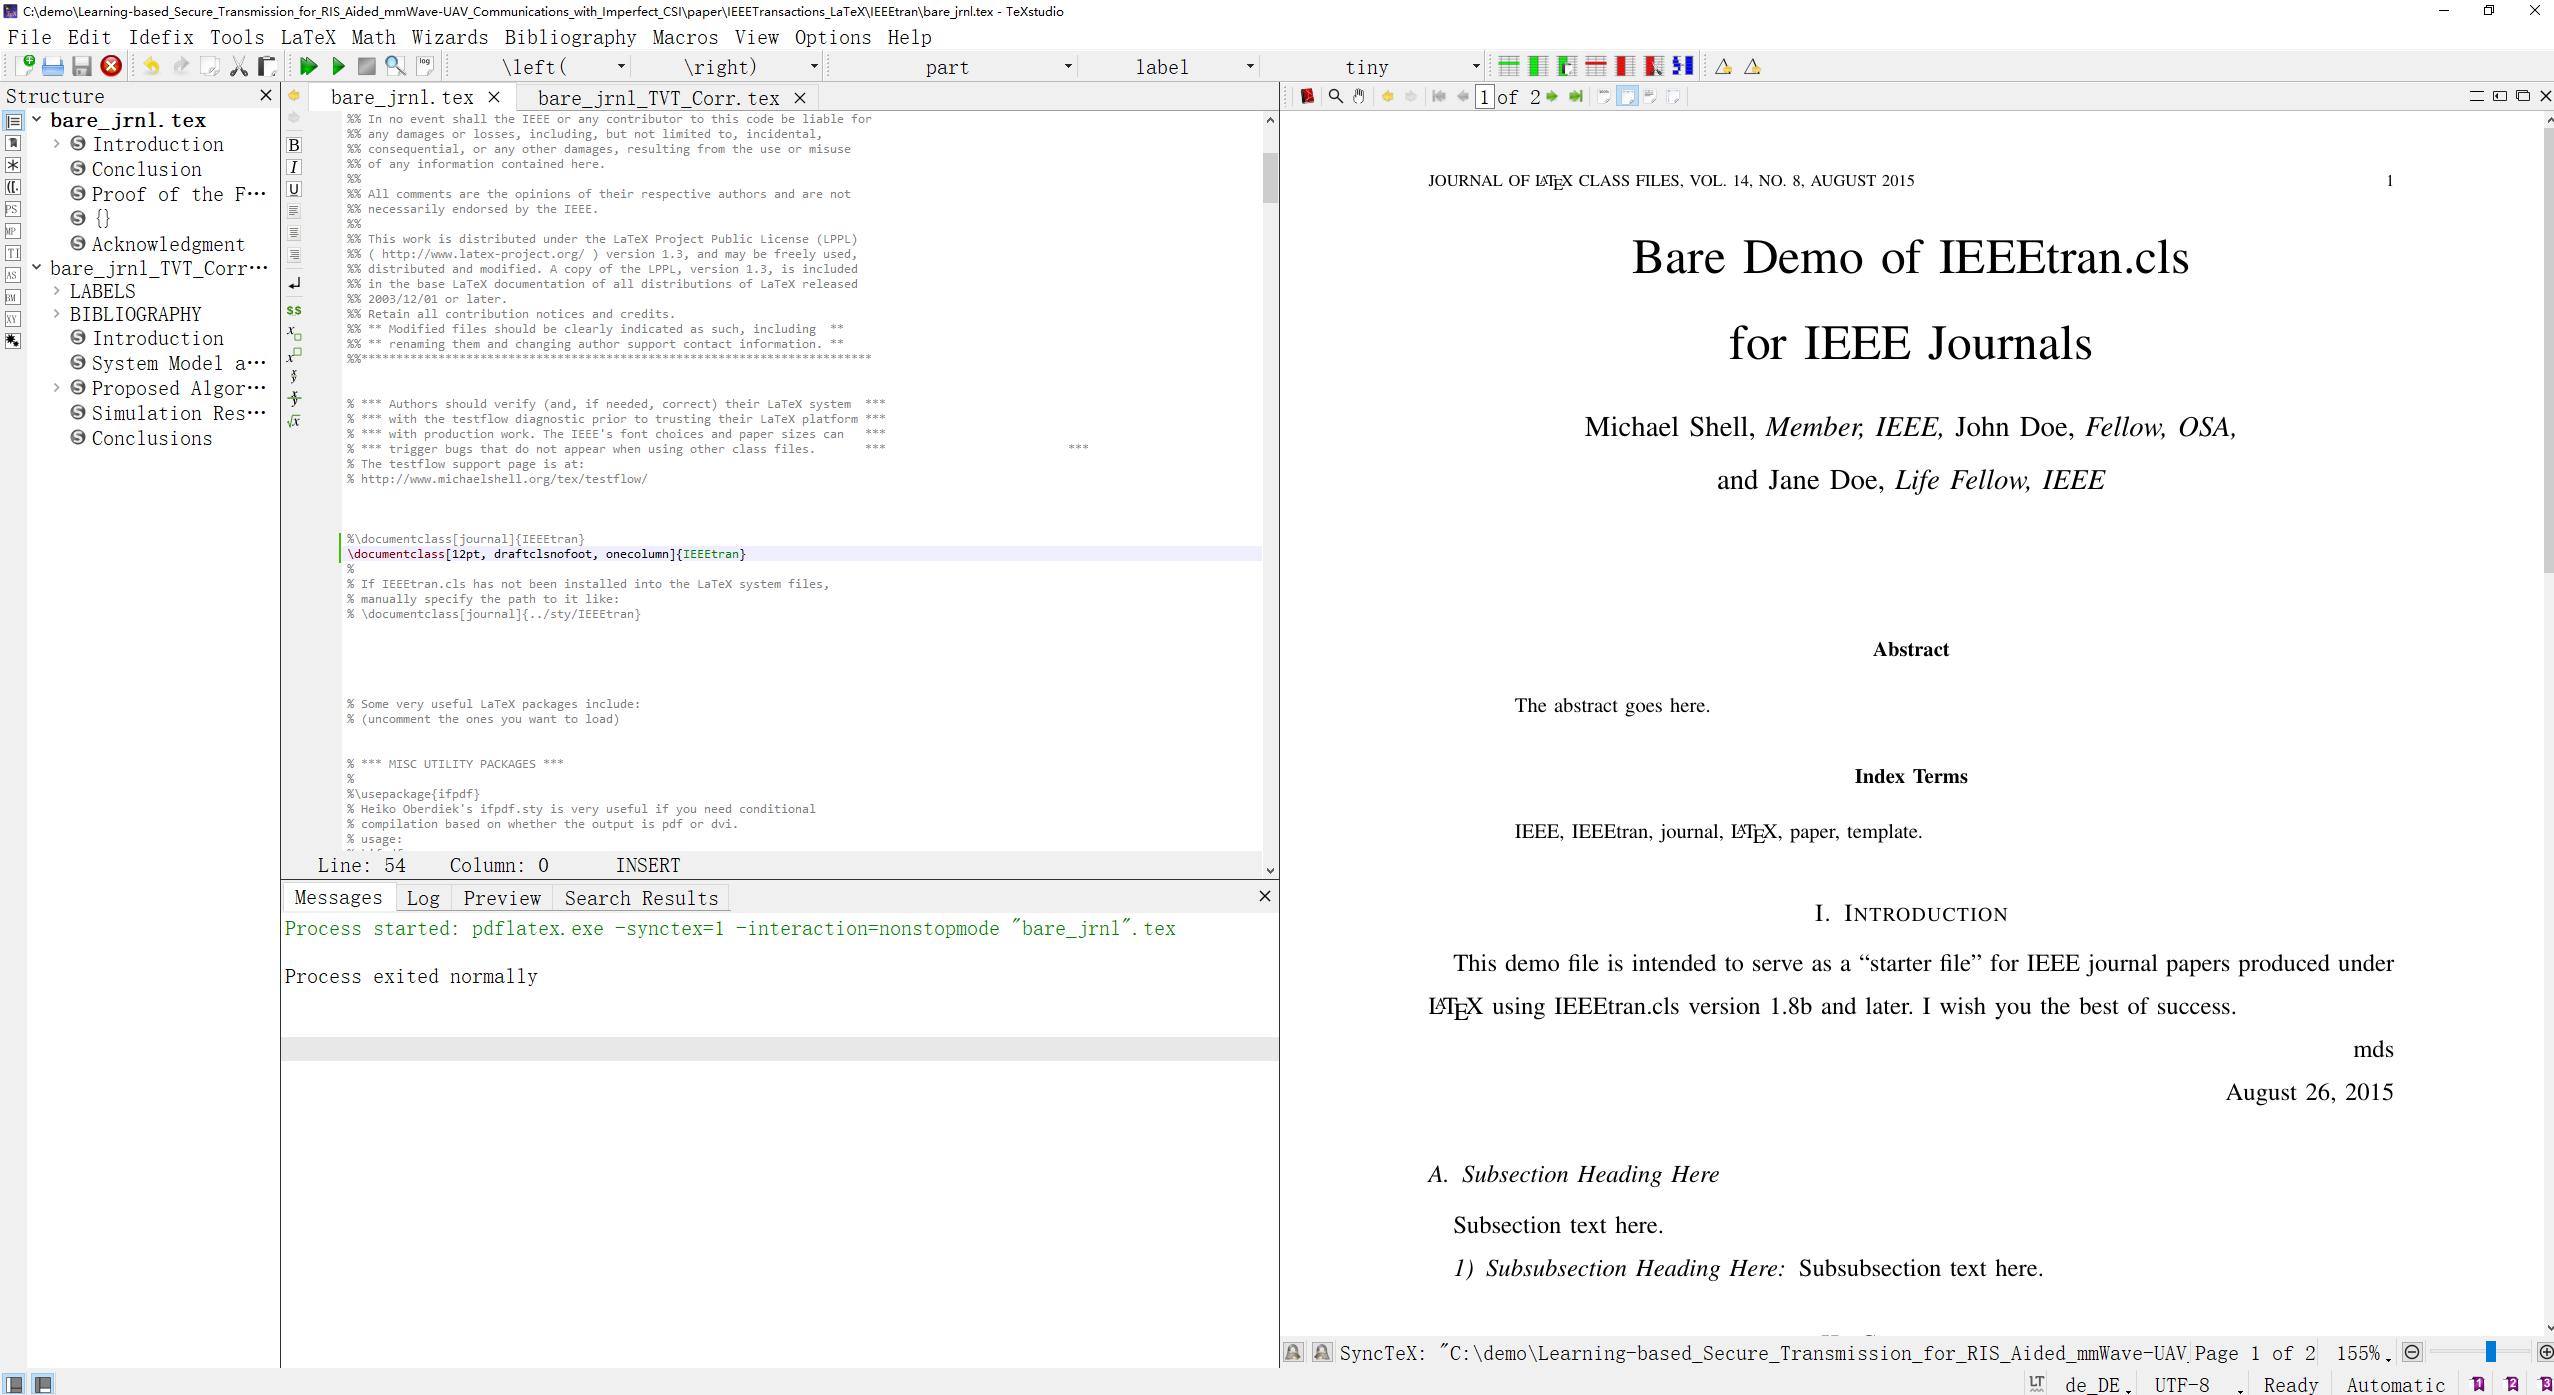 C:\demo\Learning-based_Secure_Transmission_for_RIS_Aided_mmWave-UAV_Communications_with_Imperfect_CSI\paper\IEEETransactions_LaTeX\IEEEtran\bare_jrnl.tex - TeXstudio
File Edit Idefix Tools LaTeX Math Wizards Bibliography Macros View Options Help
\left( \right) part label tiny
Structure
bare_jrnl.tex
Introduction
Conclusion
Proof of the F···
{}
Acknowledgment
bare_jrnl_TVT_Corr···
LABELS
BIBLIOGRAPHY
Introduction
System Model a···
Proposed Algor···
Simulation Res···
Conclusions
bare_jrnl.tex bare_jrnl_TVT_Corr.tex
%% In no event shall the IEEE or any contributor to this code be liable for
%% any damages or losses, including, but not limited to, incidental,
%% consequential, or any other damages, resulting from the use or misuse
%% of any information contained here.
%%
%% All comments are the opinions of their respective authors and are not
%% necessarily endorsed by the IEEE.
%%
%% This work is distributed under the LaTeX Project Public License (LPPL)
%% ( http://www.latex-project.org/ ) version 1.3, and may be freely used,
%% distributed and modified. A copy of the LPPL, version 1.3, is included
%% in the base LaTeX documentation of all distributions of LaTeX released
%% 2003/12/01 or later.
%% Retain all contribution notices and credits.
%% ** Modified files should be clearly indicated as such, including **
%% ** renaming them and changing author support contact information. **
%%*************************************************************************
% *** Authors should verify (and, if needed, correct) their LaTeX system ***
% *** with the testflow diagnostic prior to trusting their LaTeX platform ***
% *** with production work. The IEEE's font choices and paper sizes can ***
% *** trigger bugs that do not appear when using other class files. *** ***
% The testflow support page is at:
% http://www.michaelshell.org/tex/testflow/
%\documentclass[journal]{IEEEtran}
\documentclass[12pt, draftclsnofoot, onecolumn]{IEEEtran}
%
% If IEEEtran.cls has not been installed into the LaTeX system files,
% manually specify the path to it like:
% \documentclass[journal]{../sty/IEEEtran}
% Some very useful LaTeX packages include:
% (uncomment the ones you want to load)
% *** MISC UTILITY PACKAGES ***
%
%\usepackage{ifpdf}
% Heiko Oberdiek's ifpdf.sty is very useful if you need conditional
% compilation based on whether the output is pdf or dvi.
% usage:
Line: 54 Column: 0 INSERT
Messages Log Preview Search Results
Process started: pdflatex.exe -synctex=1 -interaction=nonstopmode "bare_jrnl".tex
Process exited normally
1 of 2
JOURNAL OF LATEX CLASS FILES, VOL. 14, NO. 8, AUGUST 2015 1
Bare Demo of IEEEtran.cls
for IEEE Journals
Michael Shell, Member, IEEE, John Doe, Fellow, OSA,
and Jane Doe, Life Fellow, IEEE
Abstract
The abstract goes here.
Index Terms
IEEE, IEEEtran, journal, LATEX, paper, template.
I. INTRODUCTION
This demo file is intended to serve as a “starter file” for IEEE journal papers produced under
LATEX using IEEEtran.cls version 1.8b and later. I wish you the best of success.
mds
August 26, 2015
A. Subsection Heading Here
Subsection text here.
1) Subsubsection Heading Here: Subsubsection text here.
SyncTeX: "C:\demo\Learning-based_Secure_Transmission_for_RIS_Aided_mmWave-UAV Page 1 of 2 155%
de_DE UTF-8 Ready Automatic